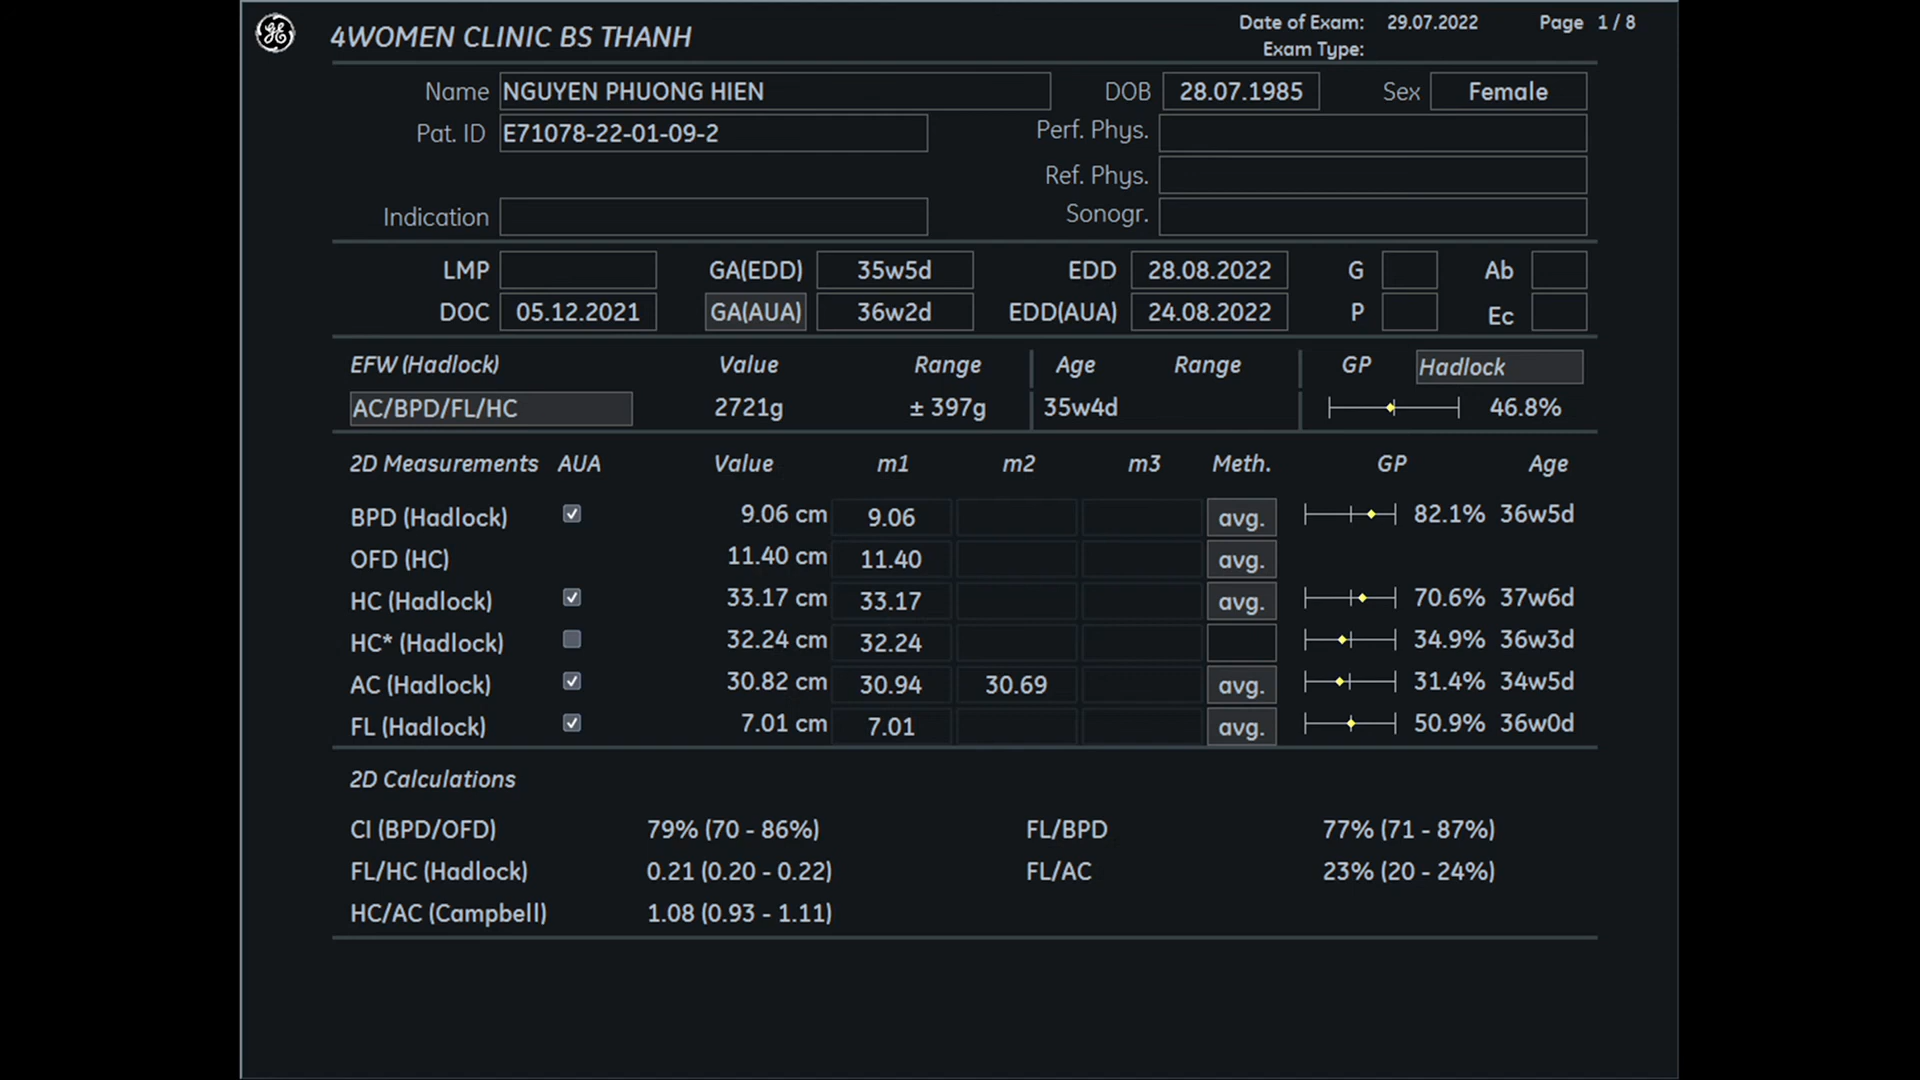 4WOMEN CLINIC BS THANH Date of Exam: 29.07.2022 Page 1 / 8
Exam Type:
Name NGUYEN PHUONG HIEN DOB 28.07.1985 Sex Female
Pat. ID E71078-22-01-09-2 Perf. Phys.
Ref. Phys.
Indication Sonogr.
LMP GA(EDD) 35w5d EDD 28.08.2022 G Ab
DOC 05.12.2021 GA(AUA) 36w2d EDD(AUA) 24.08.2022 P Ec
EFW (Hadlock) Value Range Age Range GP Hadlock
AC/BPD/FL/HC 2721g ± 397g 35w4d 46.8%
2D Measurements AUA Value m1 m2 m3 Meth. GP Age
BPD (Hadlock) 9.06 cm 9.06 avg. 82.1% 36w5d
OFD (HC) 11.40 cm 11.40 avg.
HC (Hadlock) 33.17 cm 33.17 avg. 70.6% 37w6d
HC* (Hadlock) 32.24 cm 32.24 34.9% 36w3d
AC (Hadlock) 30.82 cm 30.94 30.69 avg. 31.4% 34w5d
FL (Hadlock) 7.01 cm 7.01 avg. 50.9% 36w0d
2D Calculations
CI (BPD/OFD) 79% (70 - 86%) FL/BPD 77% (71 - 87%)
FL/HC (Hadlock) 0.21 (0.20 - 0.22) FL/AC 23% (20 - 24%)
HC/AC (Campbell) 1.08 (0.93 - 1.11)